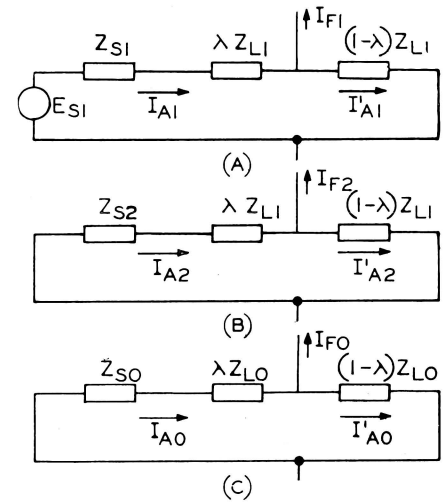 I_F1
Z_S1 λ Z_L1 (1-λ)Z_L1
E_S1
I_A1 I'_A1
(A)
I_F2
Z_S2 λ Z_L1 (1-λ)Z_L1
I_A2 I'_A2
(B)
I_F0
Z_S0 λ Z_L0 (1-λ)Z_L0
I_A0 I'_A0
(C)